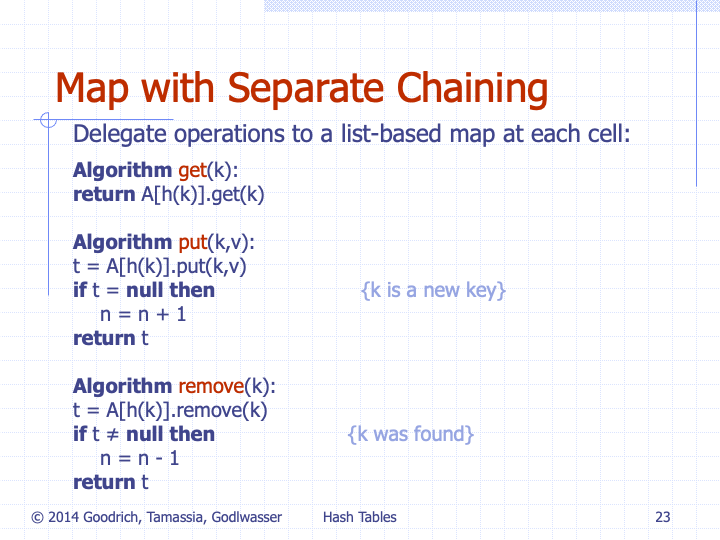 Map with Separate Chaining
Delegate operations to a list-based map at each cell:
Algorithm get(k):
return A[h(k)].get(k)
Algorithm put(k,v):
t = A[h(k)].put(k,v)
if t = null then {k is a new key}
n = n + 1
return t
Algorithm remove(k):
t = A[h(k)].remove(k)
if t ≠ null then {k was found}
n = n - 1
return t
© 2014 Goodrich, Tamassia, Godlwasser Hash Tables 23